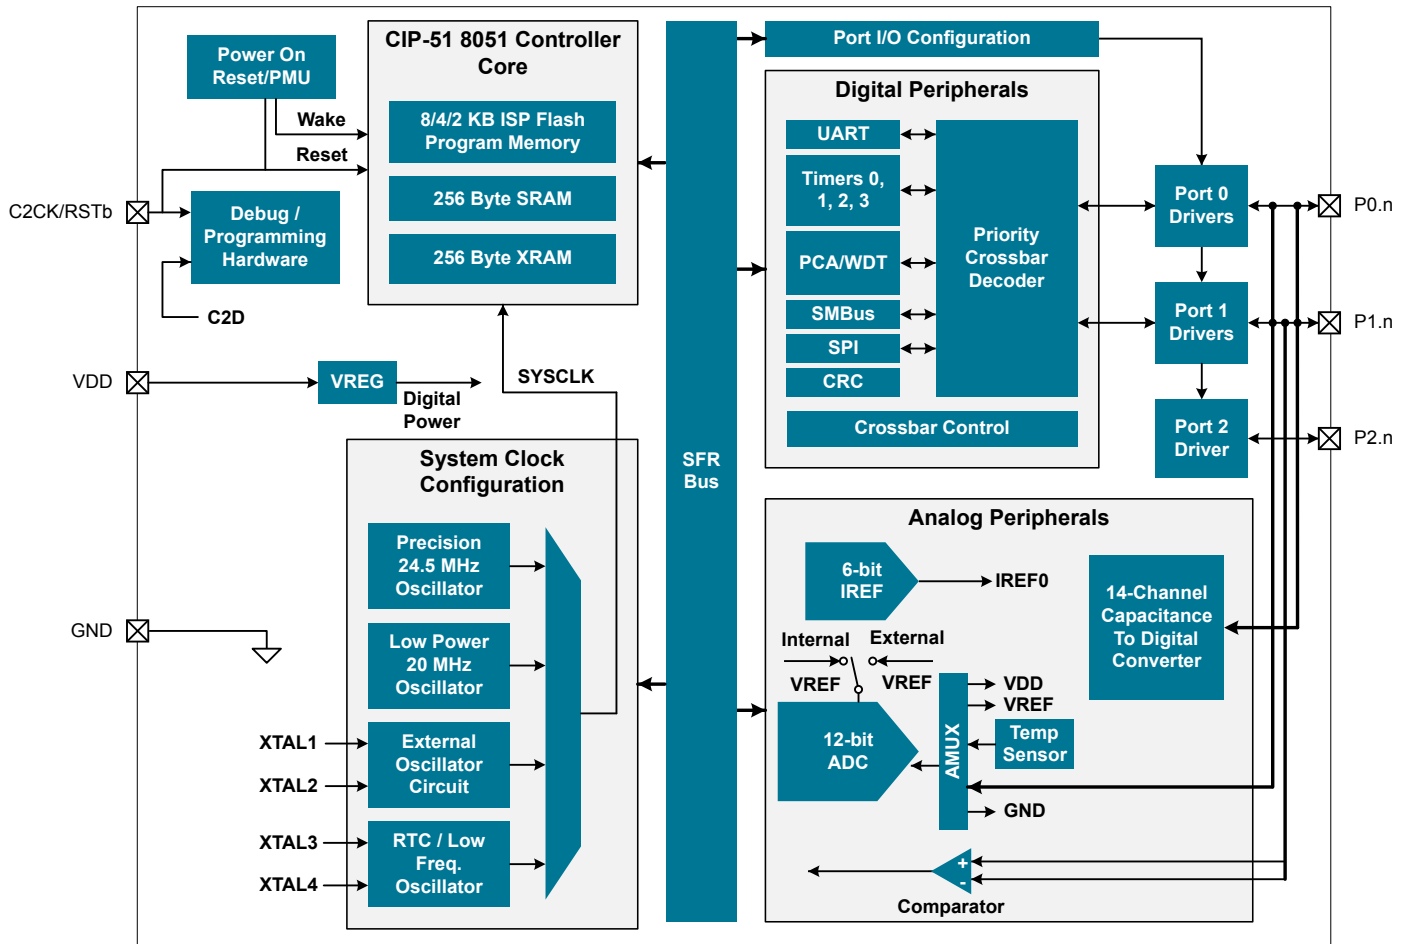 CIP-51 8051 Controller
Core
8/4/2 KB ISP Flash
Program Memory
256 Byte SRAM
256 Byte XRAM
Power On
Reset/PMU
Wake
Reset
C2CK/RSTb
Debug /
Programming
Hardware
C2D
VDD
VREG
Digital
Power
SYSCLK
GND
System Clock
Configuration
Precision
24.5 MHz
Oscillator
Low Power
20 MHz
Oscillator
XTAL1
XTAL2
External
Oscillator
Circuit
XTAL3
XTAL4
RTC / Low
Freq.
Oscillator
SFR
Bus
Port I/O Configuration
Digital Peripherals
UART
Timers 0,
1, 2, 3
PCA/WDT
SMBus
SPI
CRC
Priority
Crossbar
Decoder
Crossbar Control
Port 0
Drivers
Port 1
Drivers
Port 2
Driver
P0.n
P1.n
P2.n
Analog Peripherals
6-bit
IREF
IREF0
14-Channel
Capacitance
To Digital
Converter
Internal
VREF
External
VREF
12-bit
ADC
AMUX
VDD
VREF
Temp
Sensor
GND
+
-
Comparator